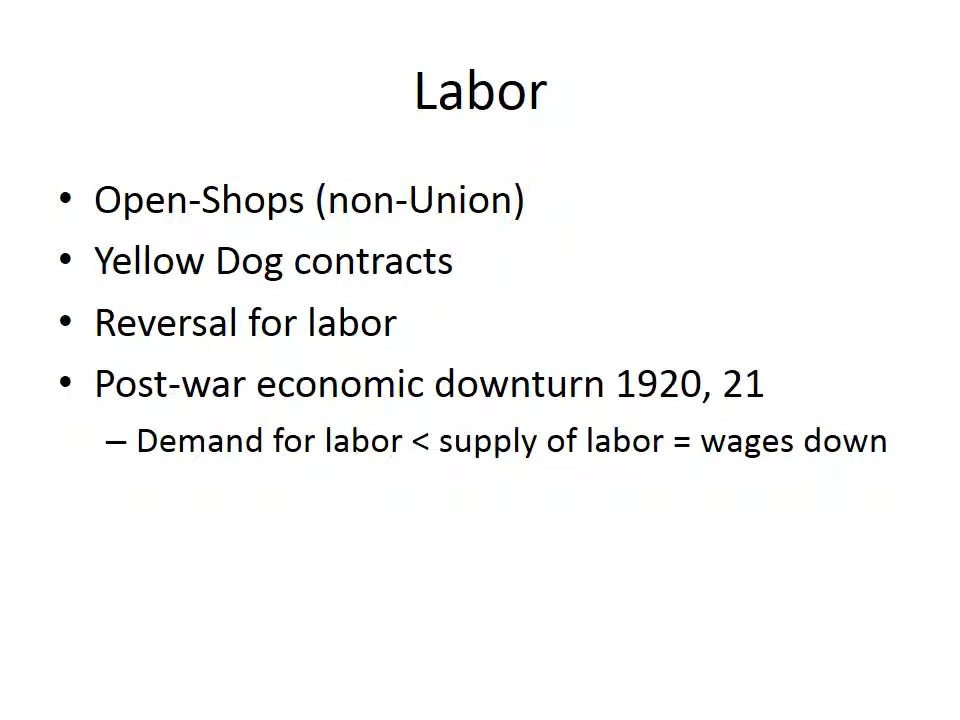 Labor
• Open-Shops (non-Union)
• Yellow Dog contracts
• Reversal for labor
• Post-war economic downturn 1920, 21
– Demand for labor < supply of labor = wages down